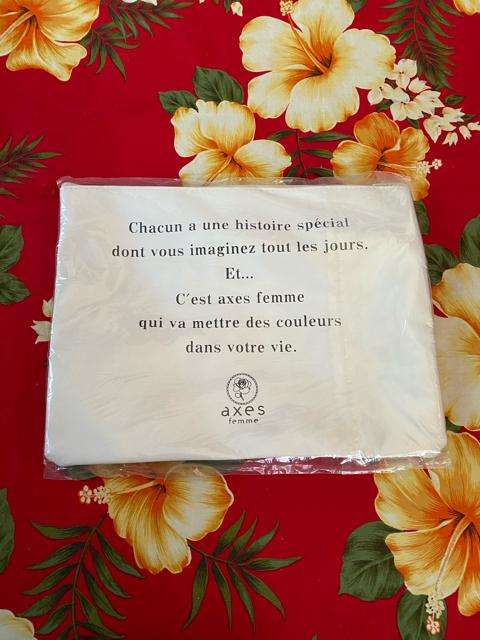 Chacun a une histoire spécial
dont vous imaginez tout les jours.
Et...
C'est axes femme
qui va mettre des couleurs
dans votre vie.
axes
femme